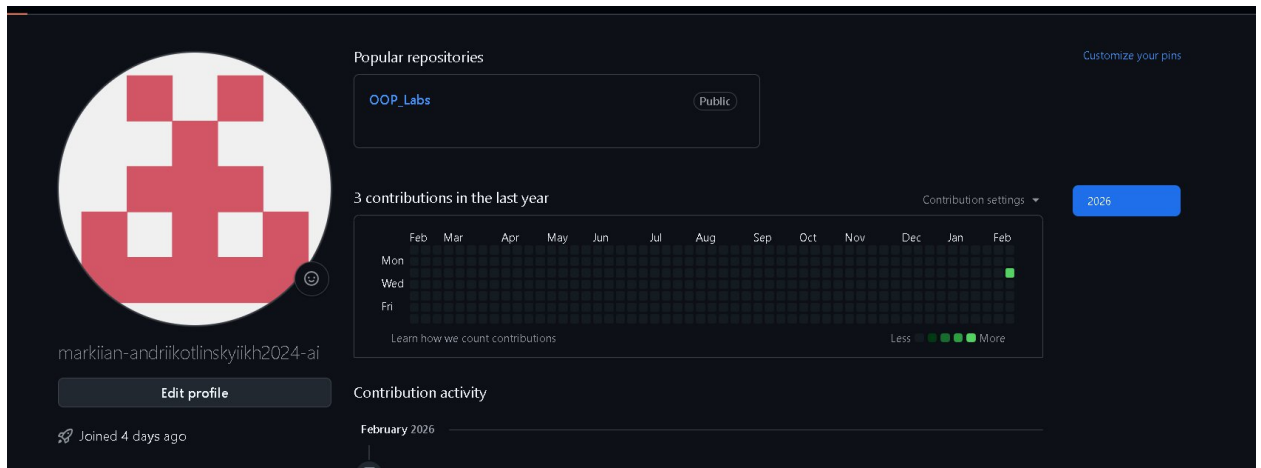 Popular repositories
Customize your pins
OOP_Labs
Public
3 contributions in the last year
Contribution settings
2026
Feb Mar Apr May Jun Jul Aug Sep Oct Nov Dec Jan Feb
Mon
Wed
Fri
Learn how we count contributions
Less
More
markiian-andriikotlinskyiikh2024-ai
Edit profile
Joined 4 days ago
Contribution activity
February 2026